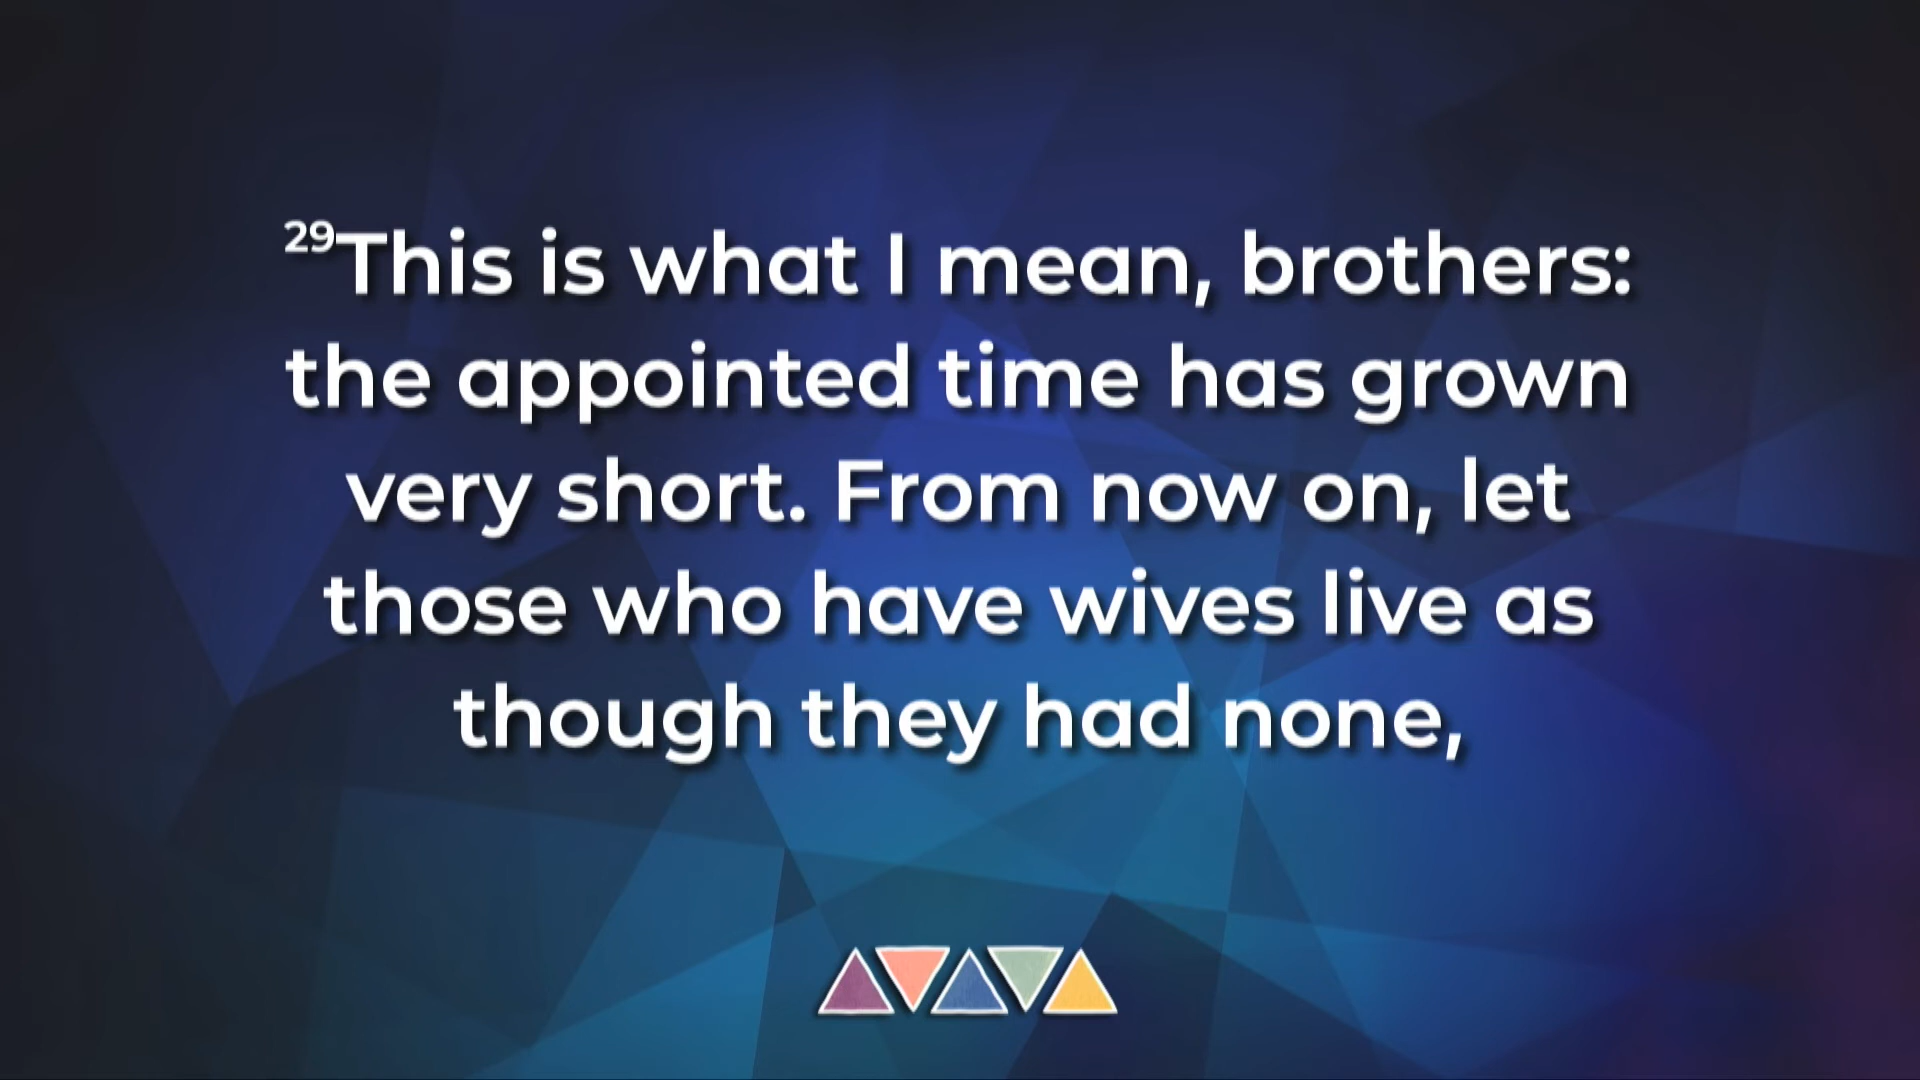 29This is what I mean, brothers:
the appointed time has grown
very short. From now on, let
those who have wives live as
though they had none,